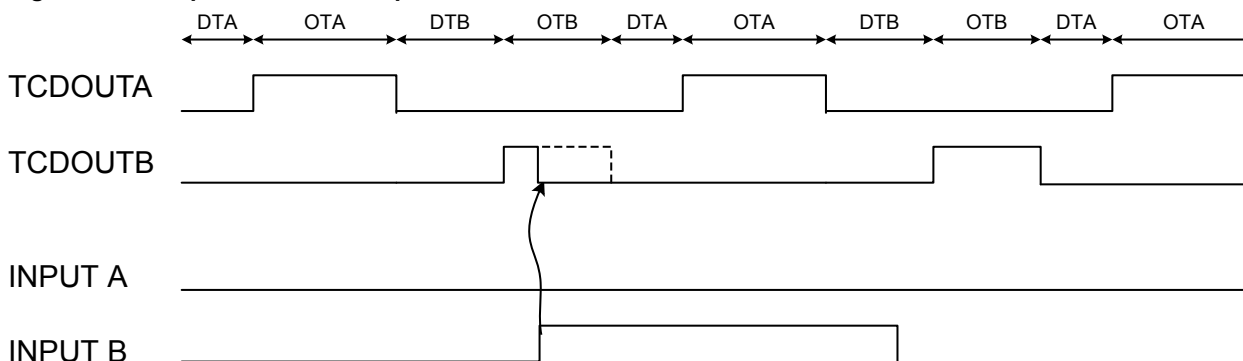 DTA OTA DTB OTB DTA OTA DTB OTB DTA OTA
TCDOUTA
TCDOUTB
INPUT A
INPUT B